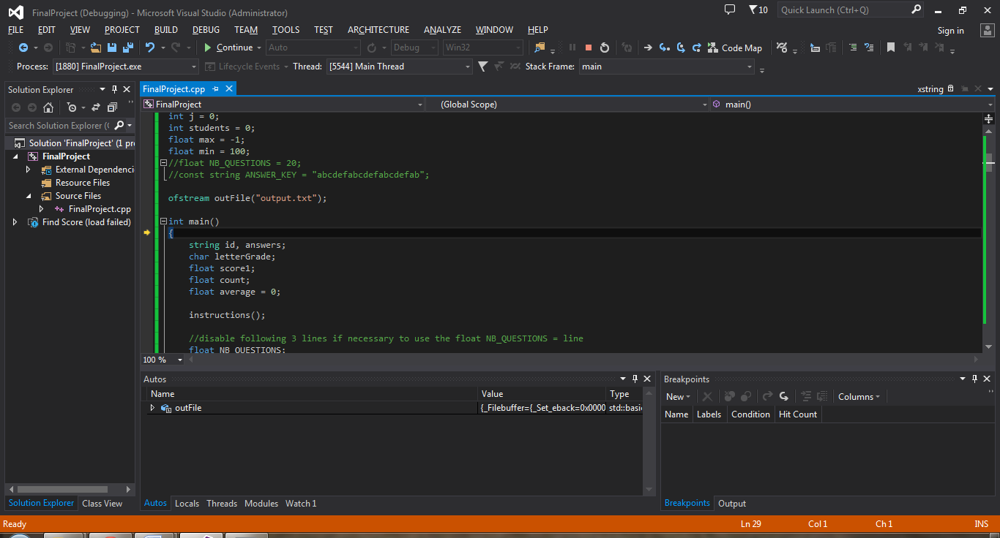 FinalProject (Debugging) - Microsoft Visual Studio (Administrator)
10
Quick Launch (Ctrl+Q)
FILE EDIT VIEW PROJECT BUILD DEBUG TEAM TOOLS TEST ARCHITECTURE ANALYZE WINDOW HELP
Sign in
Continue Auto Debug Win32 Code Map
Process: [1880] FinalProject.exe Lifecycle Events Thread: [5544] Main Thread Stack Frame: main
Solution Explorer
Search Solution Explorer (
Solution 'FinalProject' (1 pr
FinalProject
External Dependenci
Resource Files
Source Files
FinalProject.cpp
Find Score (load failed)
Solution Explorer Class View
FinalProject.cpp
xstring
FinalProject (Global Scope) main()
int j = 0;
int students = 0;
float max = -1;
float min = 100;
//float NB_QUESTIONS = 20;
//const string ANSWER_KEY = "abcdefabcdefabcdefab";
ofstream outFile("output.txt");
int main()
{
string id, answers;
char letterGrade;
float score1;
float count;
float average = 0;
instructions();
//disable following 3 lines if necessary to use the float NB_QUESTIONS = line
float NB_QUESTIONS;
100 %
Autos
Name Value Type
outFile {_Filebuffer={_Set_eback=0x0000 std::basic
Autos Locals Threads Modules Watch 1
Breakpoints
New Columns
Name Labels Condition Hit Count
Breakpoints Output
Ready Ln 29 Col 1 Ch 1 INS